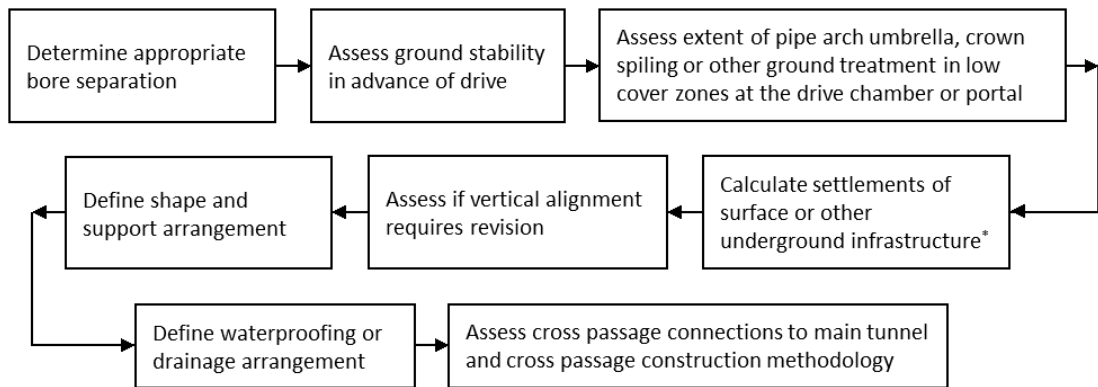 Determine appropriate
bore separation
Assess ground stability
in advance of drive
Assess extent of pipe arch umbrella, crown
spiling or other ground treatment in low
cover zones at the drive chamber or portal
Calculate settlements of
surface or other
underground infrastructure*
Assess if vertical alignment
requires revision
Define shape and
support arrangement
Define waterproofing or
drainage arrangement
Assess cross passage connections to main tunnel
and cross passage construction methodology